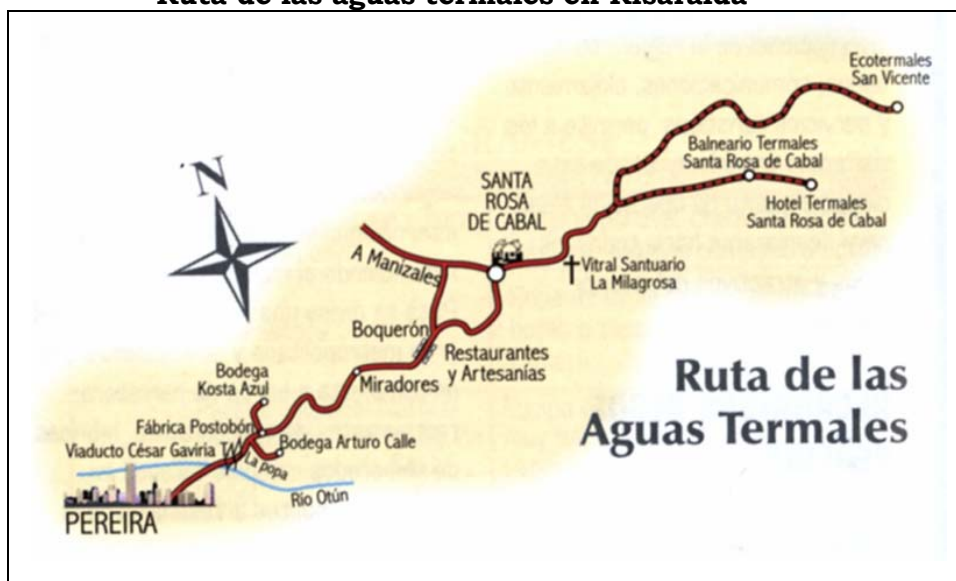 Ruta de las aguas termales en Risaralda
Ecotermales
San Vicente
Balneario Termales
Santa Rosa de Cabal
Hotel Termales
Santa Rosa de Cabal
N
SANTA
ROSA
DE CABAL
A Manizales
Vitral Santuario
La Milagrosa
Boquerón
Restaurantes
y Artesanías
Miradores
Ruta de las
Aguas Termales
Bodega
Kosta Azul
Fábrica Postobón
Bodega Arturo Calle
Viaducto César Gaviria T
La popa
Río Otún
PEREIRA